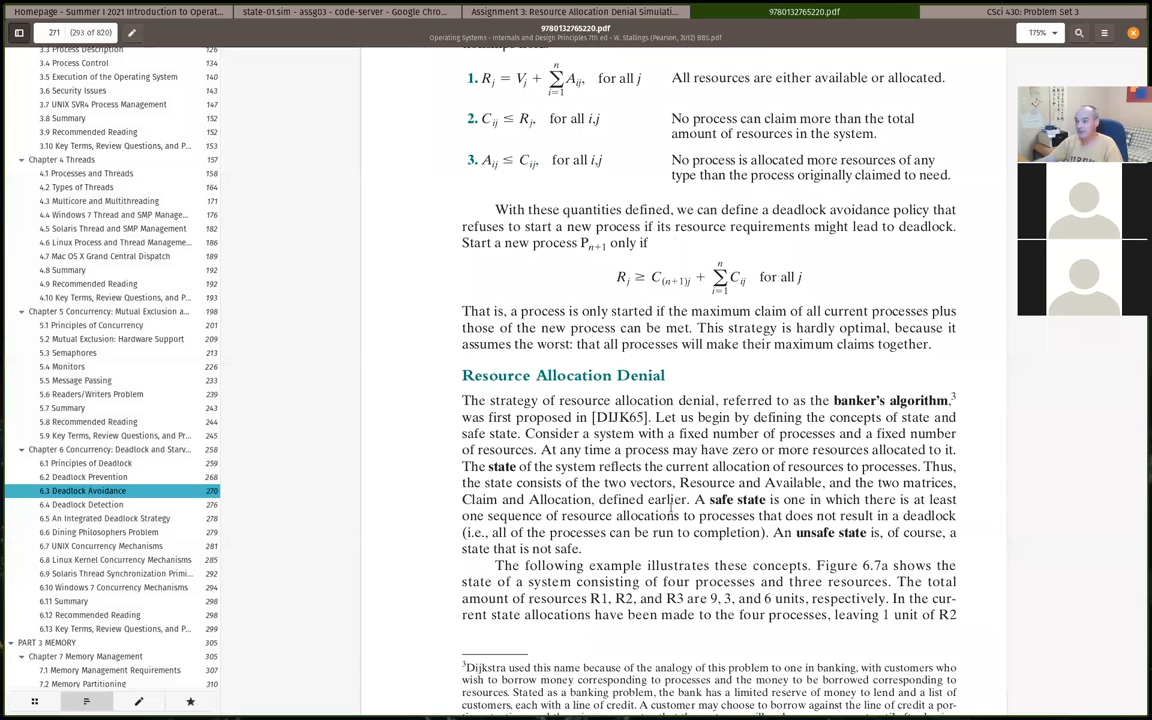 Homepage - Summer I 2021 Introduction to Operat...
state-01.sim - assg03 - code-server - Google Chro...
Assignment 3: Resource Allocation Denial Simulati...
9780132765220.pdf
CSci 430: Problem Set 3
271
(293 of 820)
9780132765220.pdf
Operating Systems - Internals and Design Principles 7th ed - W. Stallings (Pearson, 2012) BBS.pdf
175%
3.3 Process Description 126
3.4 Process Control 134
3.5 Execution of the Operating System 140
3.6 Security Issues 143
3.7 UNIX SVR4 Process Management 147
3.8 Summary 152
3.9 Recommended Reading 152
3.10 Key Terms, Review Questions, and P... 153
Chapter 4 Threads 157
4.1 Processes and Threads 158
4.2 Types of Threads 164
4.3 Multicore and Multithreading 171
4.4 Windows 7 Thread and SMP Manage... 176
4.5 Solaris Thread and SMP Management 182
4.6 Linux Process and Thread Manageme... 186
4.7 Mac OS X Grand Central Dispatch 189
4.8 Summary 192
4.9 Recommended Reading 192
4.10 Key Terms, Review Questions, and P... 193
Chapter 5 Concurrency: Mutual Exclusion a... 198
5.1 Principles of Concurrency 201
5.2 Mutual Exclusion: Hardware Support 209
5.3 Semaphores 213
5.4 Monitors 226
5.5 Message Passing 233
5.6 Readers/Writers Problem 239
5.7 Summary 243
5.8 Recommended Reading 244
5.9 Key Terms, Review Questions, and Pr... 245
Chapter 6 Concurrency: Deadlock and Starv... 258
6.1 Principles of Deadlock 259
6.2 Deadlock Prevention 268
6.3 Deadlock Avoidance 270
6.4 Deadlock Detection 276
6.5 An Integrated Deadlock Strategy 278
6.6 Dining Philosophers Problem 279
6.7 UNIX Concurrency Mechanisms 281
6.8 Linux Kernel Concurrency Mechanisms 285
6.9 Solaris Thread Synchronization Primi... 292
6.10 Windows 7 Concurrency Mechanisms 294
6.11 Summary 298
6.12 Recommended Reading 298
6.13 Key Terms, Review Questions, and P... 299
PART 3 MEMORY 305
Chapter 7 Memory Management 305
7.1 Memory Management Requirements 307
7.2 Memory Partitioning 310
1. Rj = Vj + ∑ i=1 n Aij, for all j All resources are either available or allocated.
2. Cij ≤ Rj, for all i,j No process can claim more than the total
amount of resources in the system.
3. Aij ≤ Cij, for all i,j No process is allocated more resources of any
type than the process originally claimed to need.
With these quantities defined, we can define a deadlock avoidance policy that
refuses to start a new process if its resource requirements might lead to deadlock.
Start a new process Pn+1 only if
Rj ≥ C(n+1)j + ∑ i=1 n Cij for all j
That is, a process is only started if the maximum claim of all current processes plus
those of the new process can be met. This strategy is hardly optimal, because it
assumes the worst: that all processes will make their maximum claims together.
Resource Allocation Denial
The strategy of resource allocation denial, referred to as the banker's algorithm,3
was first proposed in [DIJK65]. Let us begin by defining the concepts of state and
safe state. Consider a system with a fixed number of processes and a fixed number
of resources. At any time a process may have zero or more resources allocated to it.
The state of the system reflects the current allocation of resources to processes. Thus,
the state consists of the two vectors, Resource and Available, and the two matrices,
Claim and Allocation, defined earlier. A safe state is one in which there is at least
one sequence of resource allocations to processes that does not result in a deadlock
(i.e., all of the processes can be run to completion). An unsafe state is, of course, a
state that is not safe.
The following example illustrates these concepts. Figure 6.7a shows the
state of a system consisting of four processes and three resources. The total
amount of resources R1, R2, and R3 are 9, 3, and 6 units, respectively. In the cur-
rent state allocations have been made to the four processes, leaving 1 unit of R2
3Dijkstra used this name because of the analogy of this problem to one in banking, with customers who
wish to borrow money corresponding to processes and the money to be borrowed corresponding to
resources. Stated as a banking problem, the bank has a limited reserve of money to lend and a list of
customers, each with a line of credit. A customer may choose to borrow against the line of credit a por-